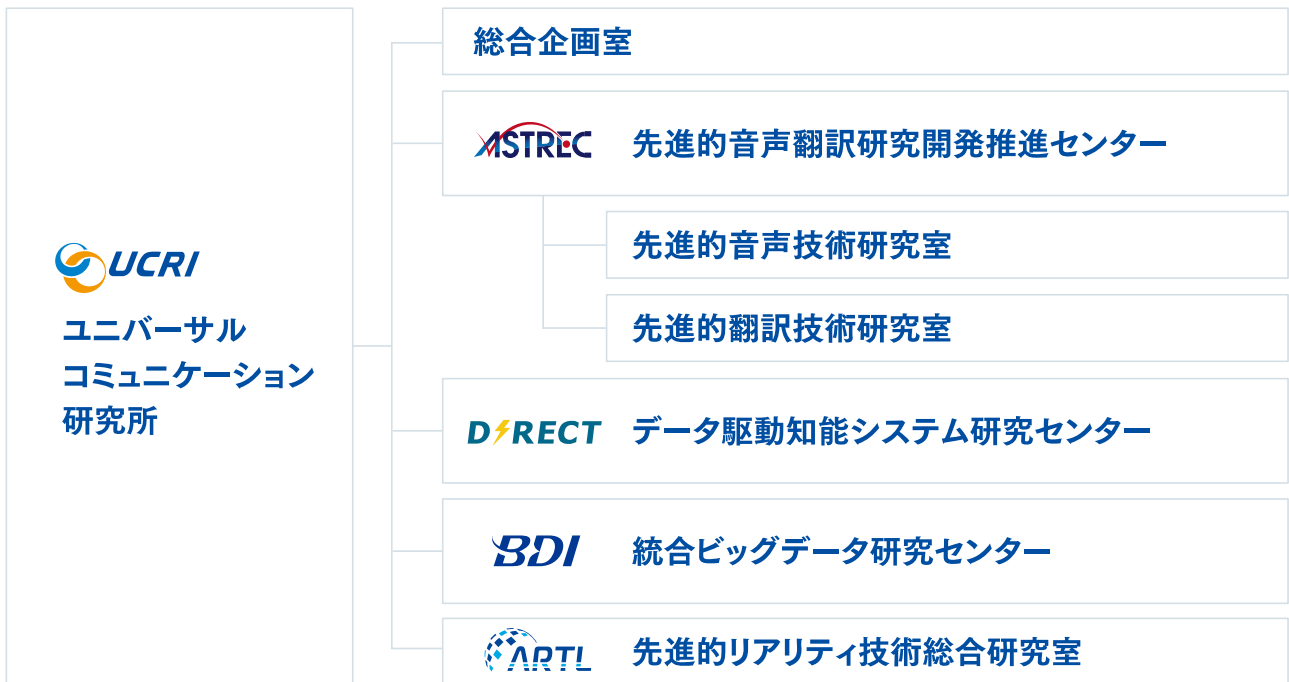 UCRI
ユニバーサル
コミュニケーション
研究所
総合企画室
ASTREC 先進的音声翻訳研究開発推進センター
先進的音声技術研究室
先進的翻訳技術研究室
DIRECT データ駆動知能システム研究センター
BDI 統合ビッグデータ研究センター
ARTL 先進的リアリティ技術総合研究室